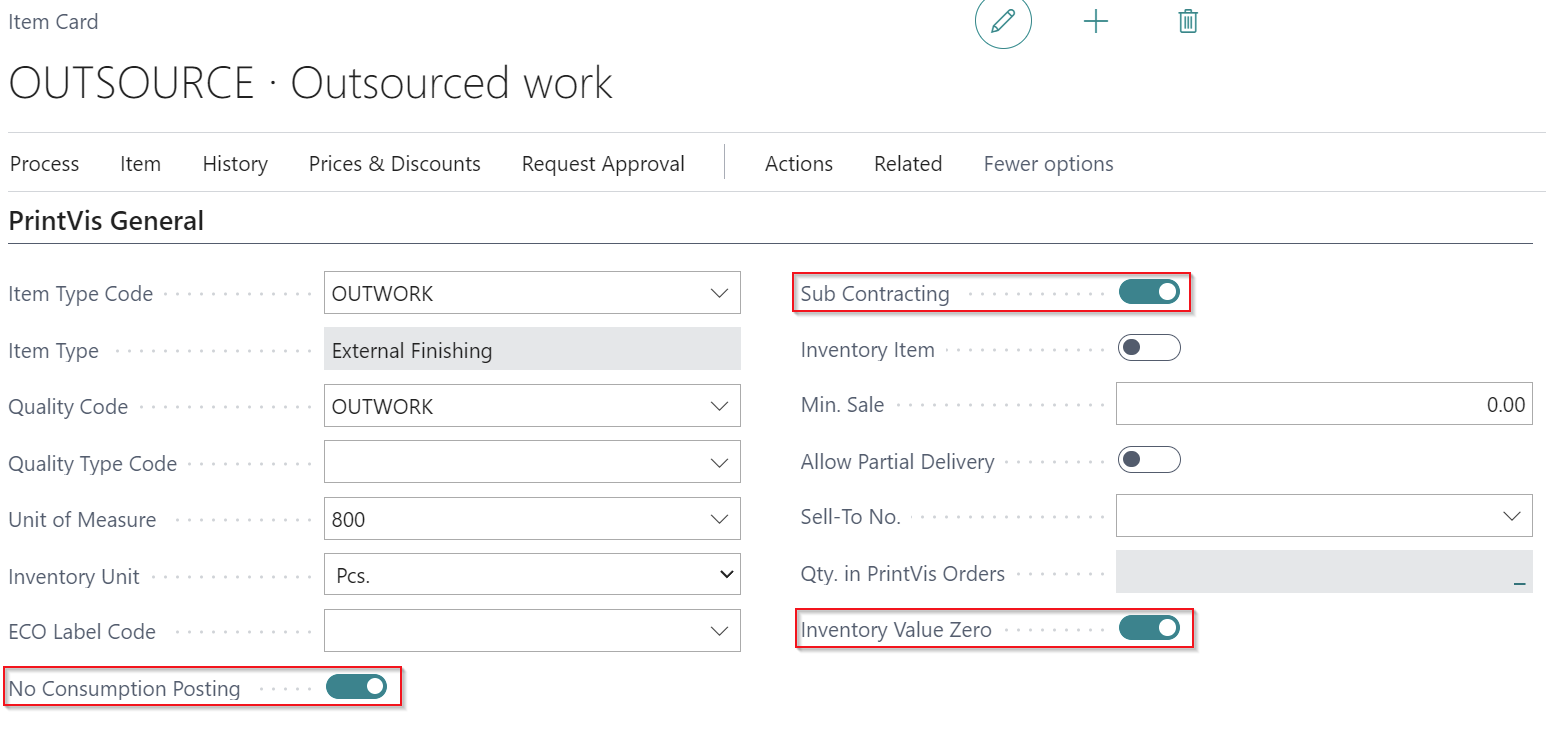 Item Card
OUTSOURCE · Outsourced work
Process Item History Prices & Discounts Request Approval Actions Related Fewer options
PrintVis General
Item Type Code OUTWORK
Item Type External Finishing
Quality Code OUTWORK
Quality Type Code
Unit of Measure 800
Inventory Unit Pcs.
ECO Label Code
No Consumption Posting
Sub Contracting
Inventory Item
Min. Sale 0.00
Allow Partial Delivery
Sell-To No.
Qty. in PrintVis Orders _
Inventory Value Zero